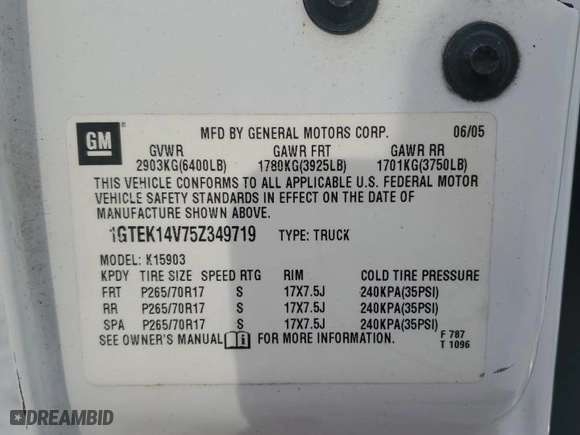 GM
MFD BY GENERAL MOTORS CORP. 06/05
GVWR GAWR FRT GAWR RR
2903KG(6400LB) 1780KG(3925LB) 1701KG(3750LB)
THIS VEHICLE CONFORMS TO ALL APPLICABLE U.S. FEDERAL MOTOR
VEHICLE SAFETY STANDARDS IN EFFECT ON THE DATE OF
MANUFACTURE SHOWN ABOVE.
1GTEK14V75Z349719 TYPE: TRUCK
MODEL: K15903
KPDY TIRE SIZE SPEED RTG RIM COLD TIRE PRESSURE
FRT P265/70R17 S 17X7.5J 240KPA(35PSI)
RR P265/70R17 S 17X7.5J 240KPA(35PSI)
SPA P265/70R17 S 17X7.5J 240KPA(35PSI)
SEE OWNER'S MANUAL FOR MORE INFORMATION.
F 787
T 1096
DREAMBID